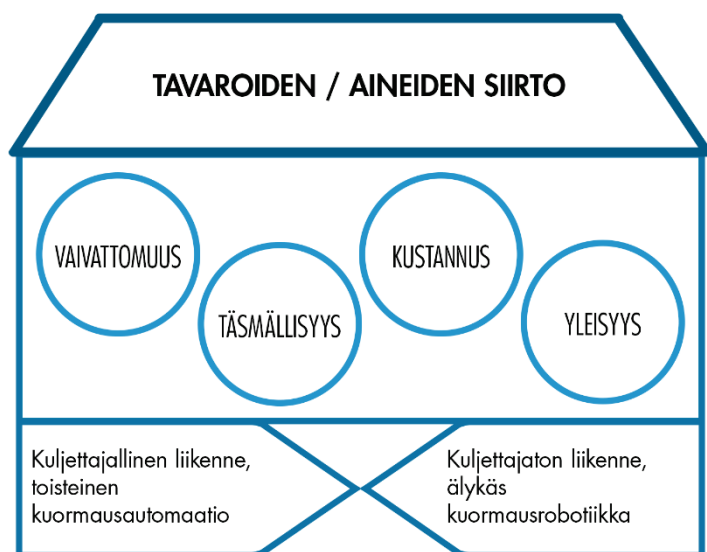 TAVAROIDEN / AINEIDEN SIIRTO
VAIVATTOMUUS
TÄSMÄLLISYYS
KUSTANNUS
YLEISYYS
Kuljettajallinen liikenne,
toisteinen
kuormausautomaatio
Kuljettajaton liikenne,
älykäs
kuormausrobotiikka